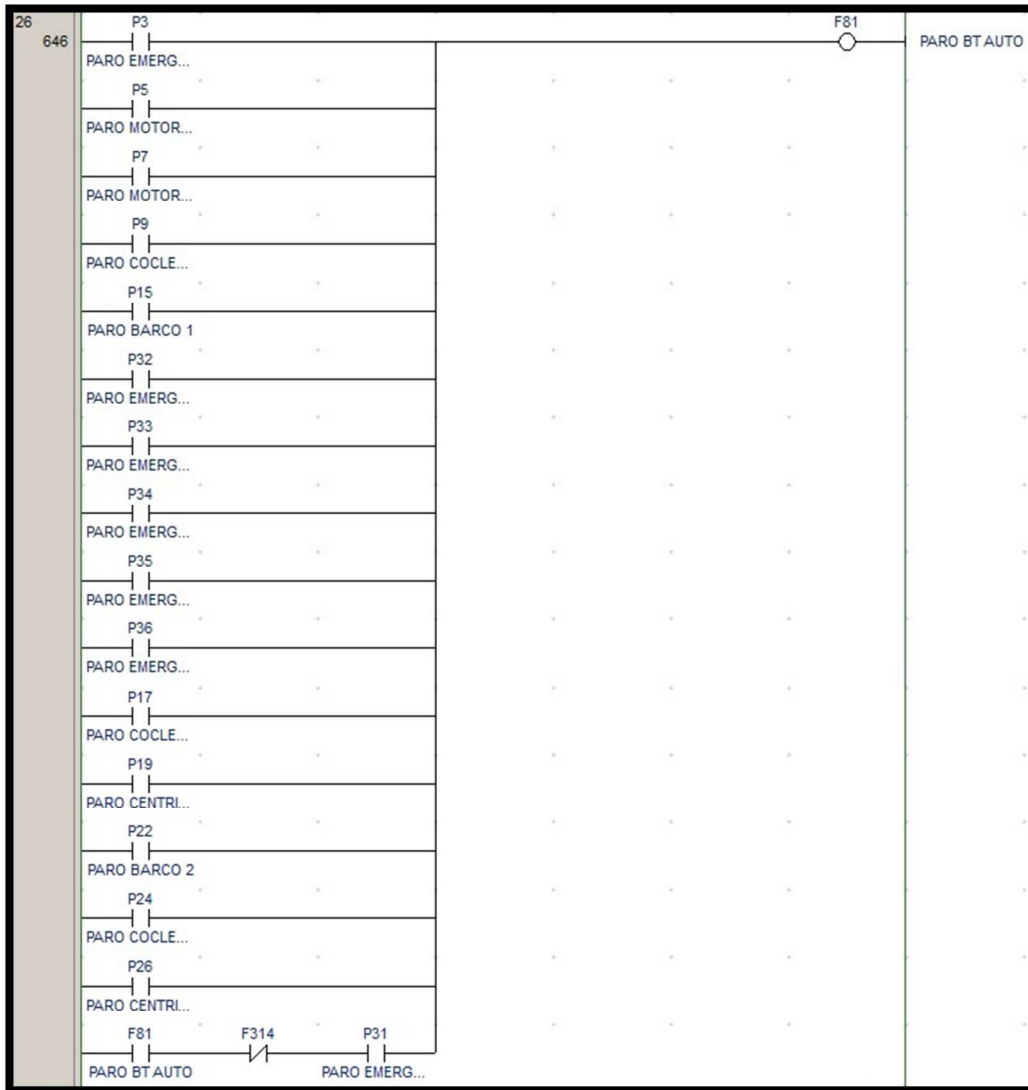 26 P3 F81
646 PARO BT AUTO
PARO EMERG...
P5
PARO MOTOR...
P7
PARO MOTOR...
P9
PARO COCLE...
P15
PARO BARCO 1
P32
PARO EMERG...
P33
PARO EMERG...
P34
PARO EMERG...
P35
PARO EMERG...
P36
PARO EMERG...
P17
PARO COCLE...
P19
PARO CENTRI...
P22
PARO BARCO 2
P24
PARO COCLE...
P26
PARO CENTRI...
F81 F314 P31
PARO BT AUTO PARO EMERG...